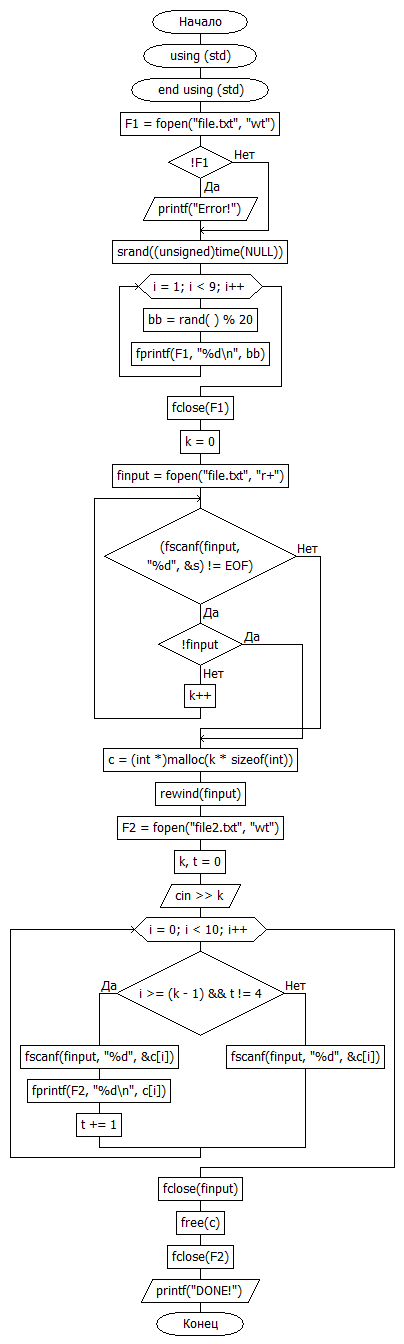 Начало
using (std)
end using (std)
F1 = fopen("file.txt", "wt")
!F1
Нет
Да
printf("Error!")
srand((unsigned)time(NULL))
i = 1; i < 9; i++
bb = rand( ) % 20
fprintf(F1, "%d\n", bb)
fclose(F1)
k = 0
finput = fopen("file.txt", "r+")
(fscanf(finput,
"%d", &s) != EOF)
Нет
Да
!finput
Да
Нет
k++
c = (int *)malloc(k * sizeof(int))
rewind(finput)
F2 = fopen("file2.txt", "wt")
k, t = 0
cin >> k
i = 0; i < 10; i++
Да
i >= (k - 1) && t != 4
Нет
fscanf(finput, "%d", &c[i])
fscanf(finput, "%d", &c[i])
fprintf(F2, "%d\n", c[i])
t += 1
fclose(finput)
free(c)
fclose(F2)
printf("DONE!")
Конец